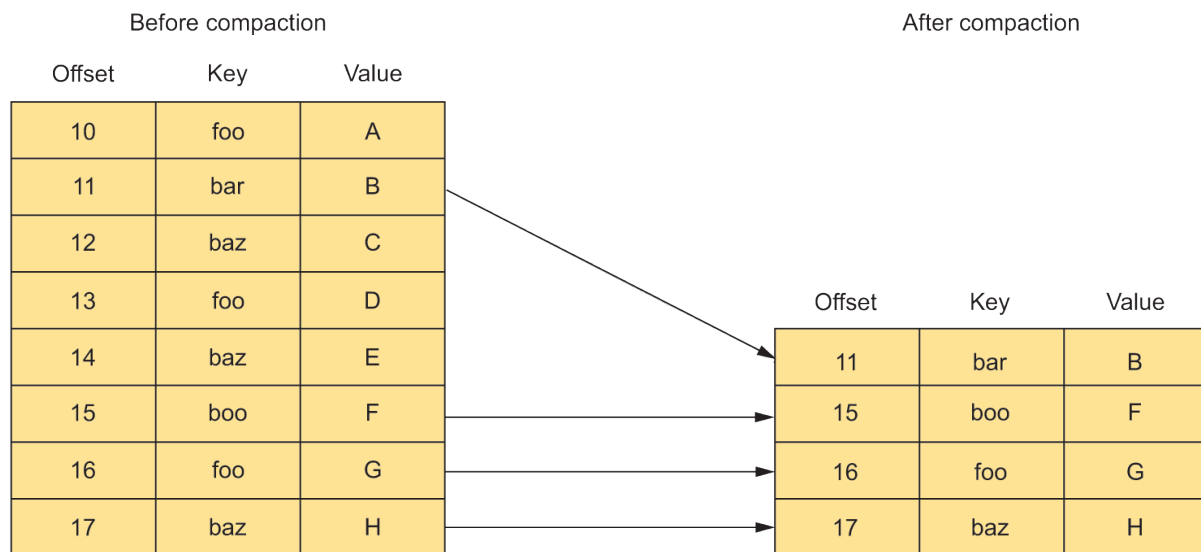 Before compaction
Offset Key Value
10 foo A
11 bar B
12 baz C
13 foo D
14 baz E
15 boo F
16 foo G
17 baz H
After compaction
Offset Key Value
11 bar B
15 boo F
16 foo G
17 baz H